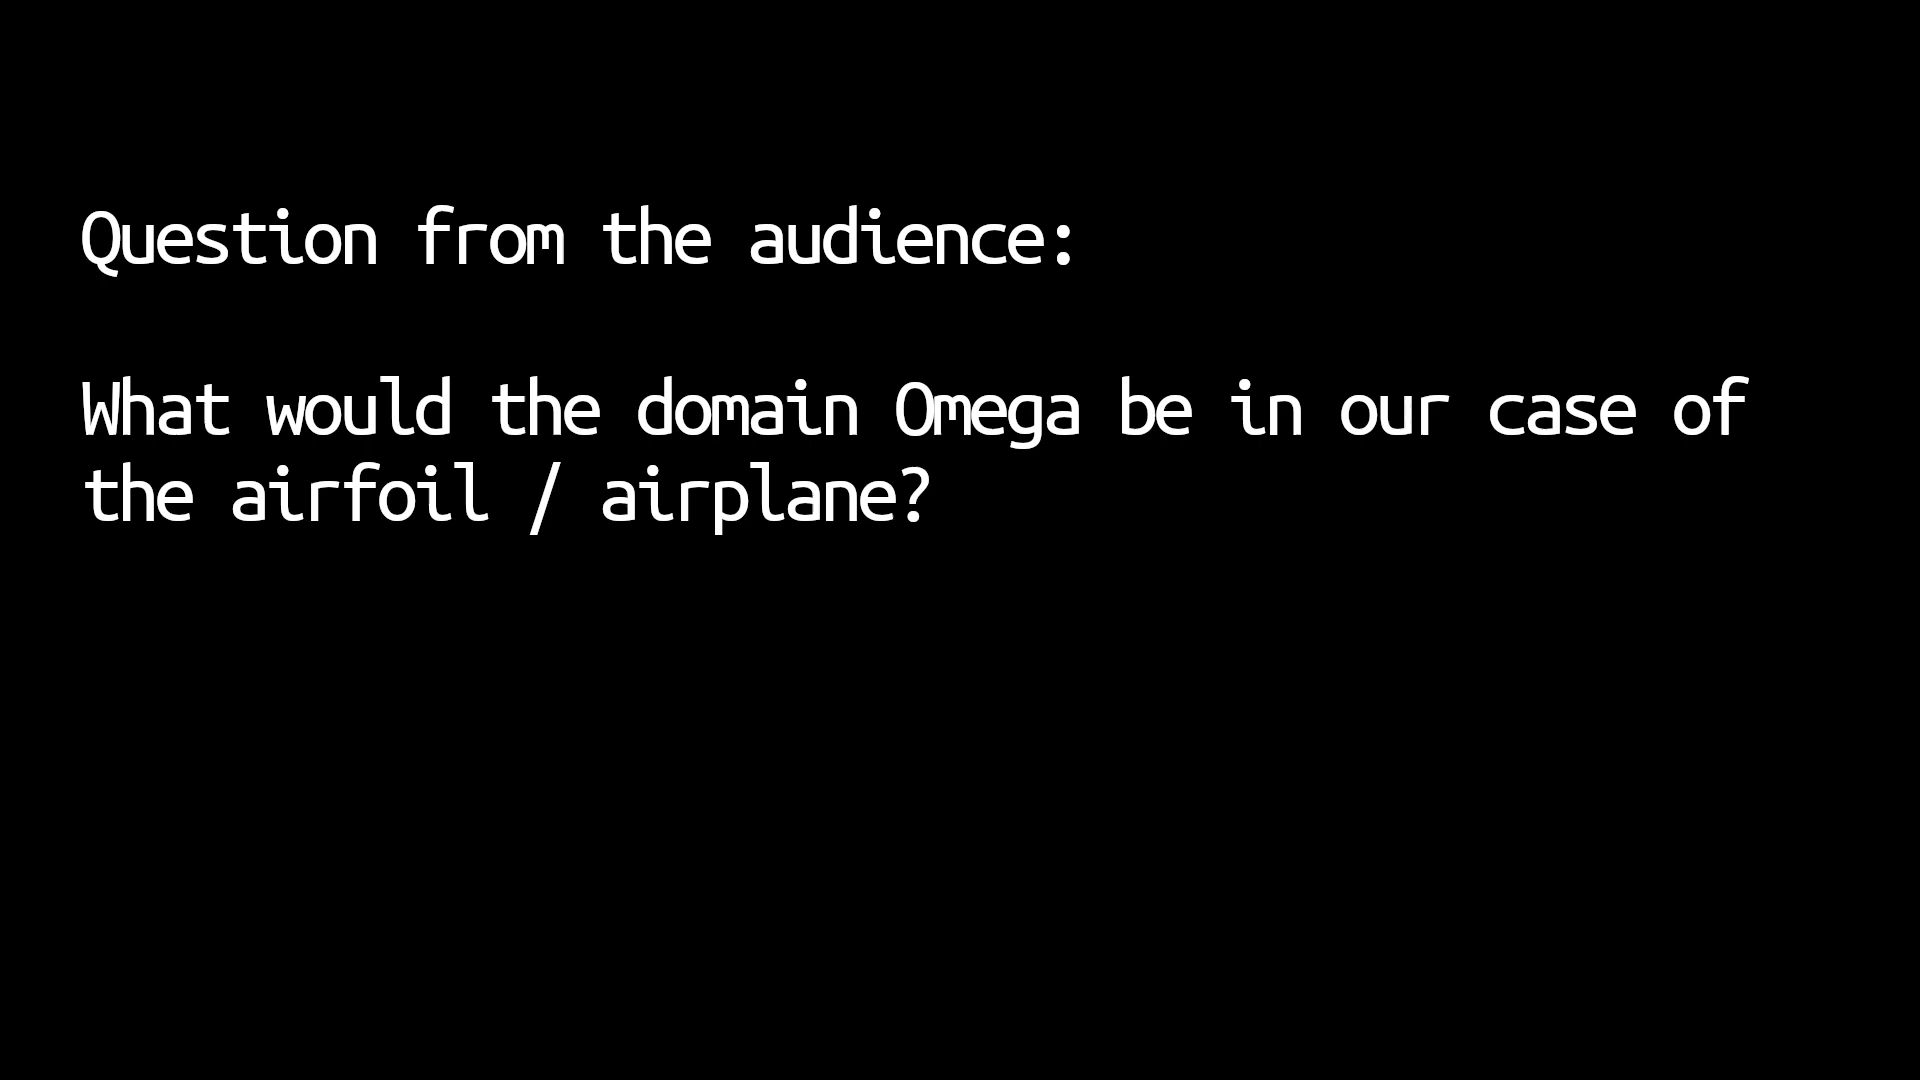 Question from the audience:
What would the domain Omega be in our case of
the airfoil / airplane?